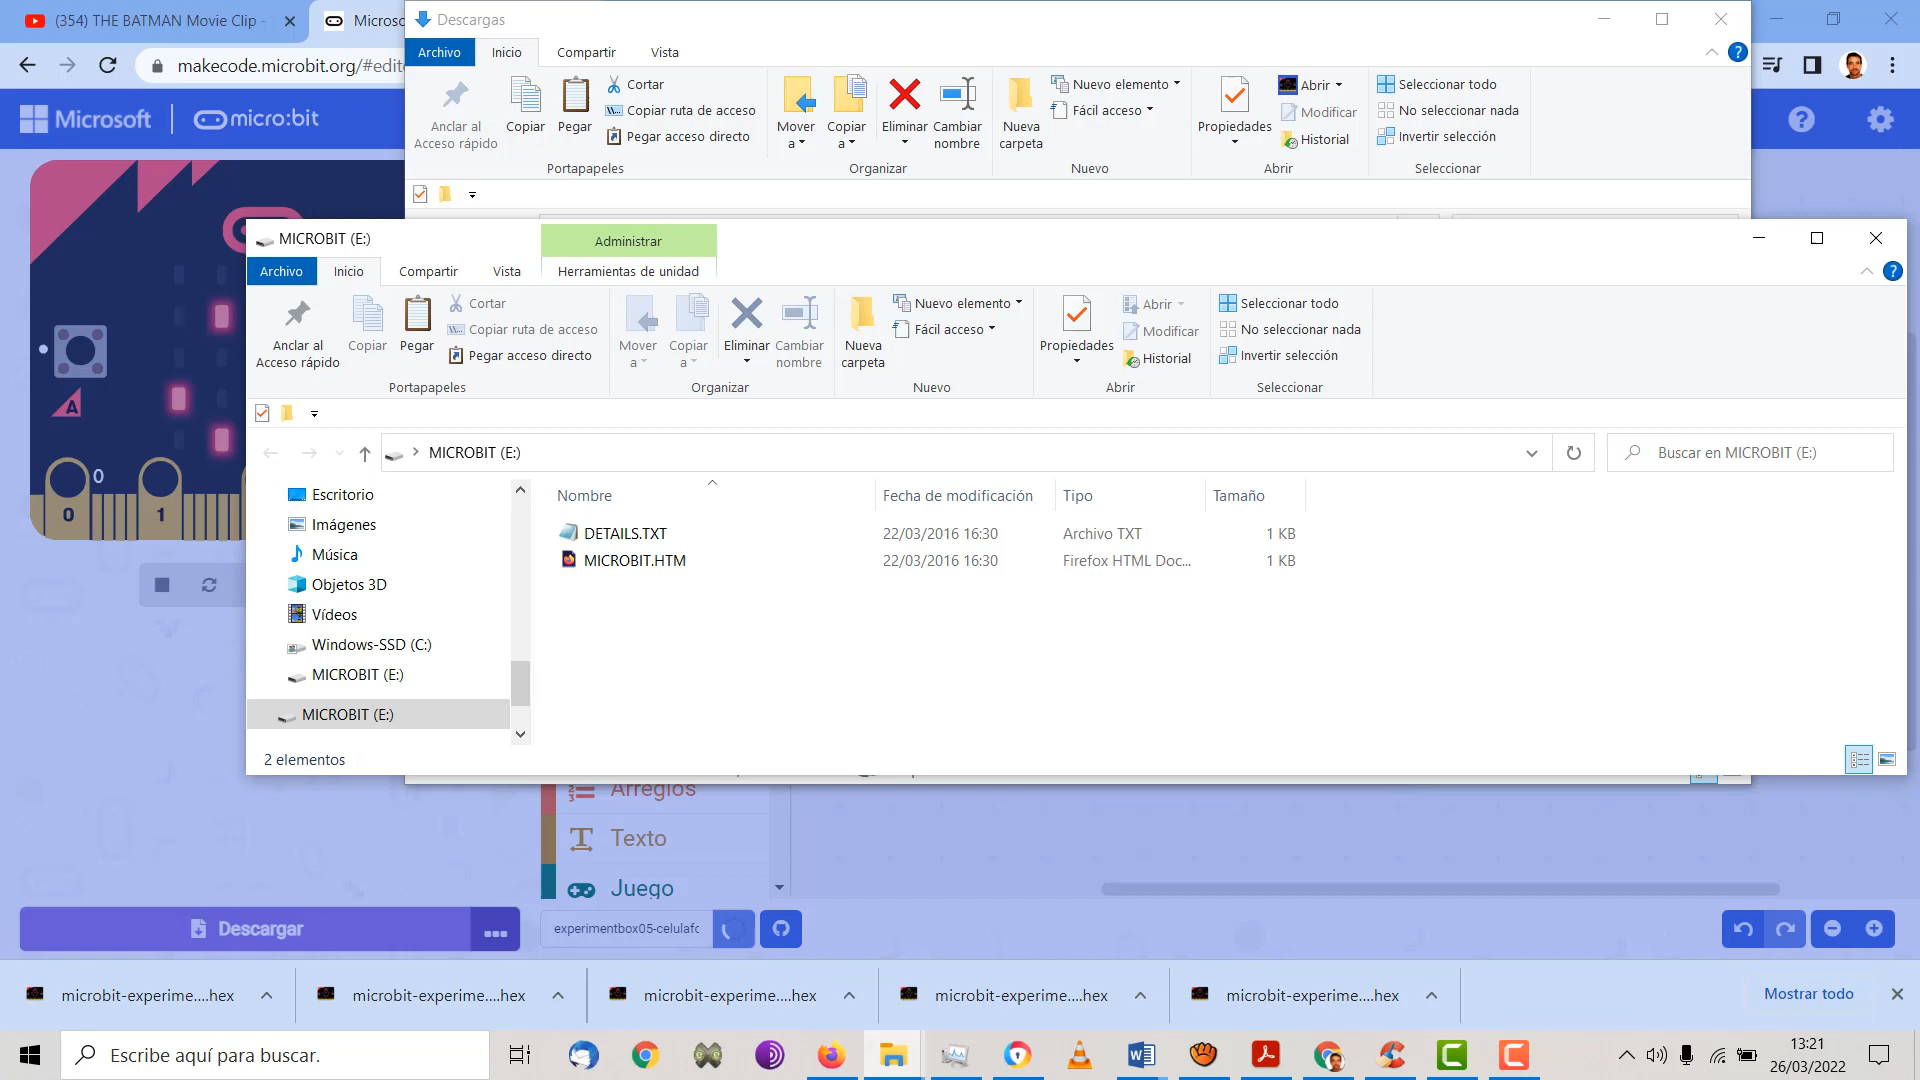 (354) THE BATMAN Movie Clip -
Microso
makecode.microbit.org/#edit
Microsoft
micro:bit
Descargas
Archivo Inicio Compartir Vista
Anclar al
Acceso rápido
Copiar
Pegar
Cortar
Copiar ruta de acceso
Pegar acceso directo
Portapapeles
Mover
a
Copiar
a
Eliminar
Cambiar
nombre
Organizar
Nueva
carpeta
Nuevo elemento
Fácil acceso
Nuevo
Propiedades
Abrir
Modificar
Historial
Abrir
Seleccionar todo
No seleccionar nada
Invertir selección
Seleccionar
MICROBIT (E:)
Administrar
Archivo Inicio Compartir Vista Herramientas de unidad
Anclar al
Acceso rápido
Copiar
Pegar
Cortar
Copiar ruta de acceso
Pegar acceso directo
Portapapeles
Mover
a
Copiar
a
Eliminar
Cambiar
nombre
Organizar
Nueva
carpeta
Nuevo elemento
Fácil acceso
Nuevo
Propiedades
Abrir
Modificar
Historial
Abrir
Seleccionar todo
No seleccionar nada
Invertir selección
Seleccionar
MICROBIT (E:)
Buscar en MICROBIT (E:)
Escritorio
Imágenes
Música
Objetos 3D
Vídeos
Windows-SSD (C:)
MICROBIT (E:)
MICROBIT (E:)
Nombre Fecha de modificación Tipo Tamaño
DETAILS.TXT 22/03/2016 16:30 Archivo TXT 1 KB
MICROBIT.HTM 22/03/2016 16:30 Firefox HTML Doc... 1 KB
2 elementos
A
0
0 1
Arreglos
Texto
Juego
Descargar
...
experimentbox05-celulafc
microbit-experime....hex
microbit-experime....hex
microbit-experime....hex
microbit-experime....hex
microbit-experime....hex
Mostrar todo
Escribe aquí para buscar.
13:21
26/03/2022